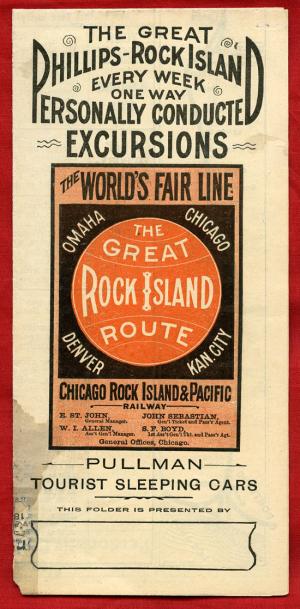 THE GREAT
PHILLIPS-ROCK ISLAND
EVERY WEEK
ONE WAY
PERSONALLY CONDUCTED
EXCURSIONS
THE WORLD'S FAIR LINE
OMAHA
CHICAGO
THE
GREAT
ROCK ISLAND
ROUTE
DENVER
KAN.CITY
CHICAGO ROCK ISLAND & PACIFIC
RAILWAY
E. ST. JOHN, JOHN SEBASTIAN,
General Manager. Gen'l Ticket and Pass'r Agent.
W. I. ALLEN, S. F. BOYD,
Ass't Gen'l Manager. 1st Ass't Gen'l Tkt. and Pass'r Agt.
General Offices, Chicago.
PULLMAN
TOURIST SLEEPING CARS
THIS FOLDER IS PRESENTED BY